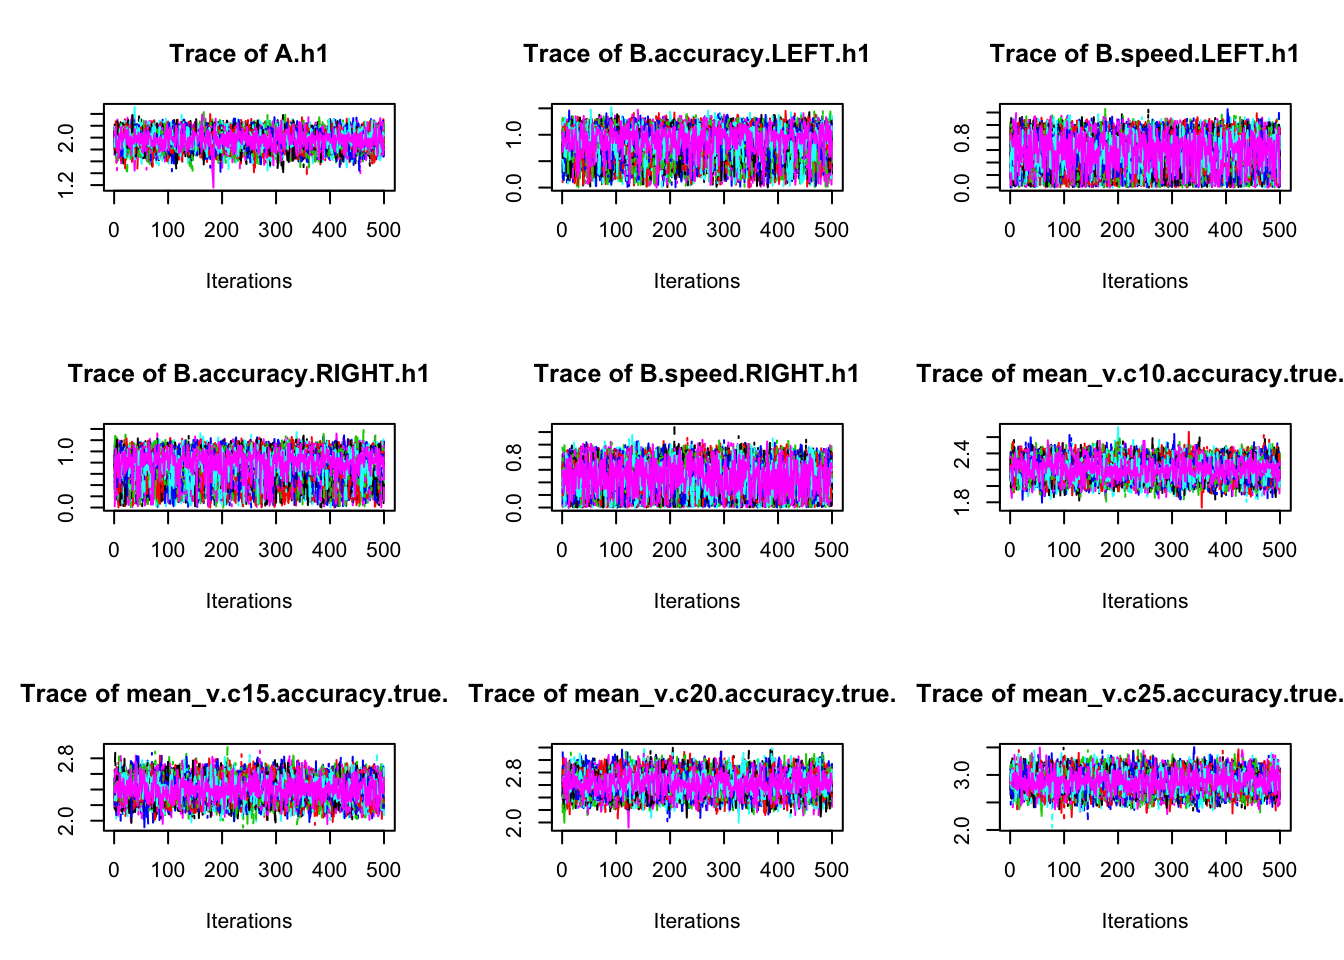 Trace of A.h1
2.0
1.2
0 100 200 300 400 500
Iterations
Trace of B.accuracy.LEFT.h1
1.0
0.0
0 100 200 300 400 500
Iterations
Trace of B.speed.LEFT.h1
0.8
0.0
0 100 200 300 400 500
Iterations
Trace of B.accuracy.RIGHT.h1
1.0
0.0
0 100 200 300 400 500
Iterations
Trace of B.speed.RIGHT.h1
0.8
0.0
0 100 200 300 400 500
Iterations
Trace of mean_v.c10.accuracy.true.
2.4
1.8
0 100 200 300 400 500
Iterations
Trace of mean_v.c15.accuracy.true.
2.8
2.0
0 100 200 300 400 500
Iterations
Trace of mean_v.c20.accuracy.true.
2.8
2.0
0 100 200 300 400 500
Iterations
Trace of mean_v.c25.accuracy.true.
3.0
2.0
0 100 200 300 400 500
Iterations